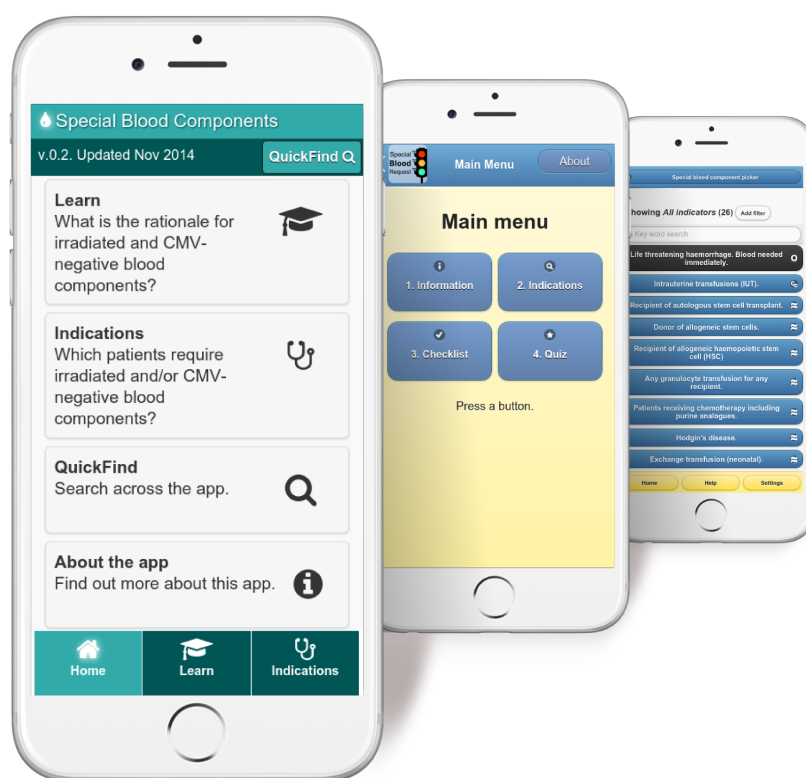 Special Blood Components
v.0.2. Updated Nov 2014
QuickFind
Learn
What is the rationale for
irradiated and CMV-
negative blood
components?
Indications
Which patients require
irradiated and/or CMV-
negative blood
components?
QuickFind
Search across the app.
About the app
Find out more about this app.
Home
Learn
Indications
Special
Blood
Request
Main Menu
About
Main menu
1. Information
2. Indications
3. Checklist
4. Quiz
Press a button.
Special blood component picker
howing All indicators (26)
Add filter
Key word search
Life threatening haemorrhage. Blood needed
immediately.
Intrauterine transfusions (IUT).
Recipient of autologous stem cell transplant.
Donor of allogeneic stem cells.
Recipient of allogeneic haemopoietic stem
cell (HSC)
Any granulocyte transfusion for any
recipient.
Patients receiving chemotherapy including
purine analogues.
Hodgin's disease.
Exchange transfusion (neonatal).
Home
Help
Settings